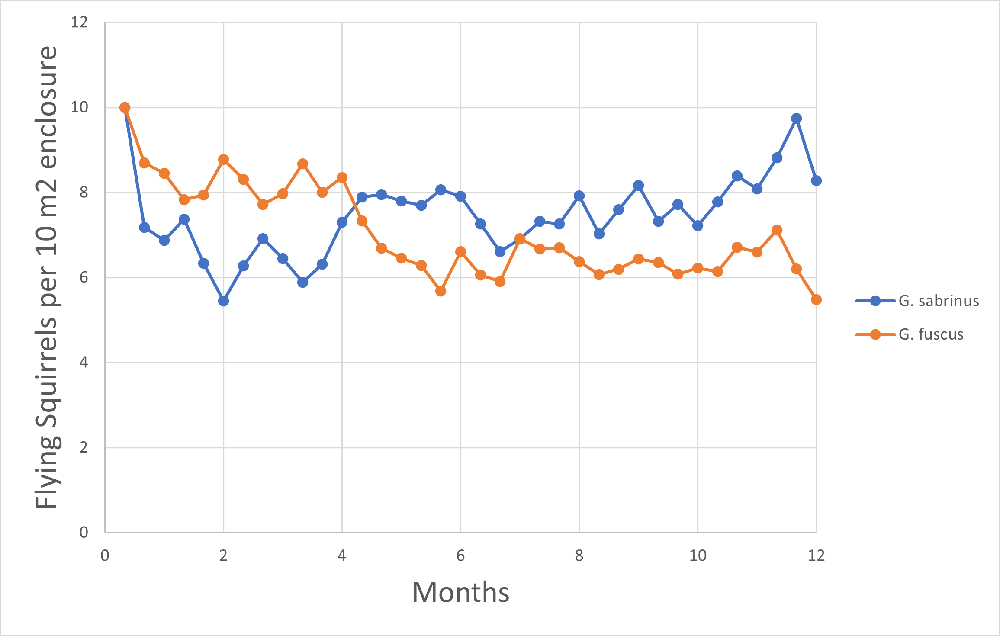 Flying Squirrels per 10 m2 enclosure
12
10
8
6
4
2
0
0 2 4 6 8 10 12
Months
G. sabrinus
G. fuscus